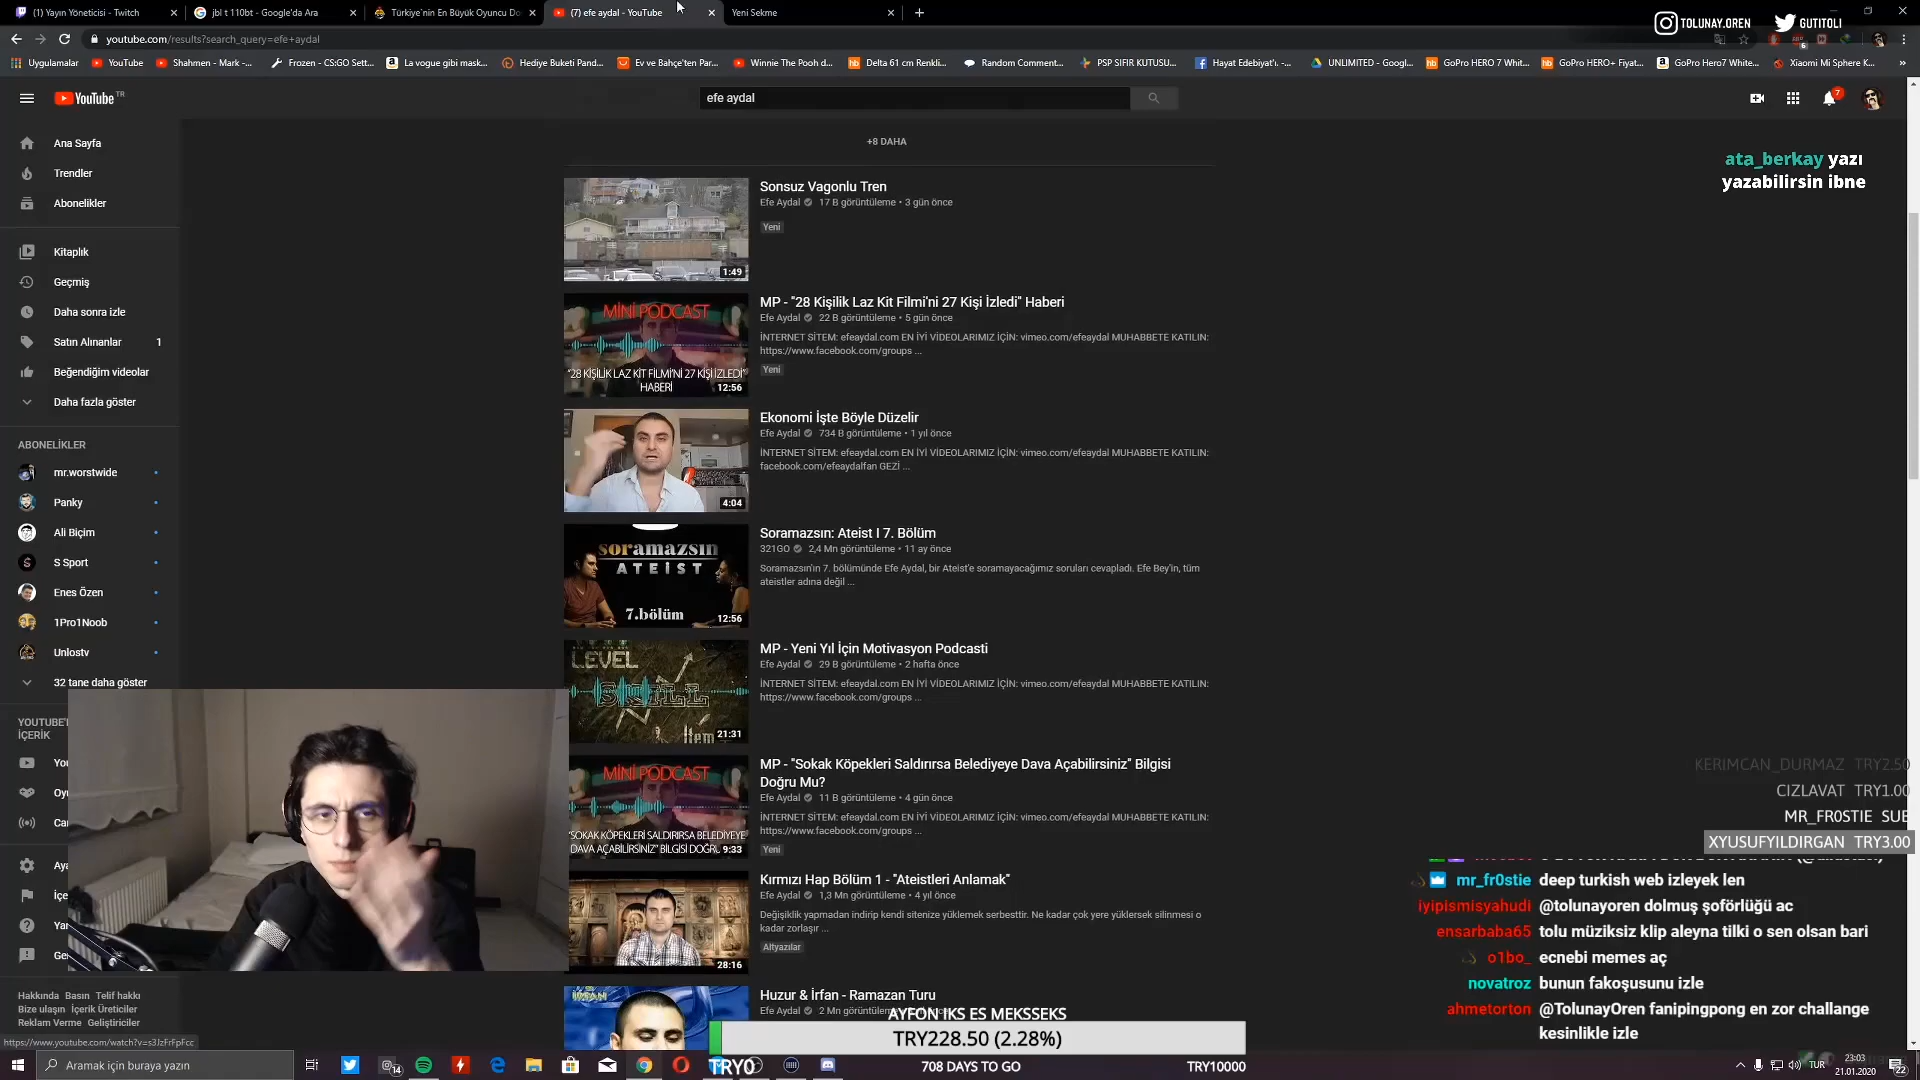 (1) Yayın Yöneticisi - Twitch
jbl t 110bt - Google'da Ara
Türkiye'nin En Büyük Oyuncu Do
(7) efe aydal - YouTube
Yeni Sekme
TOLUNAY.OREN
GUTITOLI
youtube.com/results?search_query=efe+aydal
Uygulamalar
YouTube
Shahmen - Mark -...
Frozen - CS:GO Sett...
La vogue gibi mask...
Hediye Buketi Pand...
Ev ve Bahçe'ten Par...
Winnie The Pooh d...
Delta 61 cm Renkli...
Random Comment...
PSP SIFIR KUTUSU...
Hayat Edebiyat'ı. -...
UNLIMITED - Googl...
GoPro HERO 7 Whit...
GoPro HERO+ Fiyat...
GoPro Hero7 White...
Xiaomi Mi Sphere K...
YouTube TR
efe aydal
7
Ana Sayfa
Trendler
Abonelikler
Kitaplık
Geçmiş
Daha sonra izle
Satın Alınanlar 1
Beğendiğim videolar
Daha fazla göster
ABONELİKLER
mr.worstwide
Panky
Ali Biçim
S Sport
Enes Özen
1Pro1Noob
Unlostv
32 tane daha göster
İÇERİK
Hakkında Basın Telif hakkı
Bize ulaşın İçerik Üreticileri
Reklam Verme Geliştiriciler
https://www.youtube.com/watch?v=s3JzFrFpFcc
+8 DAHA
Sonsuz Vagonlu Tren
Efe Aydal 17 B görüntüleme • 3 gün önce
Yeni
1:49
MP - "28 Kişilik Laz Kit Filmi'ni 27 Kişi İzledi" Haberi
Efe Aydal 22 B görüntüleme • 5 gün önce
İNTERNET SİTEM: efeaydal.com EN İYİ VİDEOLARIMIZ İÇİN: vimeo.com/efeaydal MUHABBETE KATILIN:
https://www.facebook.com/groups ...
Yeni
MİNİ PODCAST
"28 KİŞİLİK LAZ KİT FİLMİ'Nİ 27 KİŞİ İZLEDİ"
HABERİ
12:56
Ekonomi İşte Böyle Düzelir
Efe Aydal 734 B görüntüleme • 1 yıl önce
İNTERNET SİTEM: efeaydal.com EN İYİ VİDEOLARIMIZ İÇİN: vimeo.com/efeaydal MUHABBETE KATILIN:
facebook.com/efeaydalfan GEZİ ...
4:04
Soramazsın: Ateist I 7. Bölüm
321GO 2,4 Mn görüntüleme • 11 ay önce
Soramazsın'ın 7. bölümünde Efe Aydal, bir Ateist'e soramayacağımız soruları cevapladı. Efe Bey'in, tüm
ateistler adına değil ...
soramazsın
ATEİST
7.bölüm
12:56
MP - Yeni Yıl İçin Motivasyon Podcasti
Efe Aydal 29 B görüntüleme • 2 hafta önce
İNTERNET SİTEM: efeaydal.com EN İYİ VİDEOLARIMIZ İÇİN: vimeo.com/efeaydal MUHABBETE KATILIN:
https://www.facebook.com/groups ...
LEVEL
SKILL
Item
21:31
MP - "Sokak Köpekleri Saldırırsa Belediyeye Dava Açabilirsiniz" Bilgisi
Doğru Mu?
Efe Aydal 11 B görüntüleme • 4 gün önce
İNTERNET SİTEM: efeaydal.com EN İYİ VİDEOLARIMIZ İÇİN: vimeo.com/efeaydal MUHABBETE KATILIN:
https://www.facebook.com/groups ...
Yeni
MİNİ PODCAST
"SOKAK KÖPEKLERİ SALDIRIRSA BELEDİYEYE
DAVA AÇABİLİRSİNİZ" BİLGİSİ
9:33
Kırmızı Hap Bölüm 1 - "Ateistleri Anlamak"
Efe Aydal 1,3 Mn görüntüleme • 4 yıl önce
Değişiklik yapmadan indirip kendi sitenize yüklemek serbesttir. Ne kadar çok yere yüklersek silinmesi o
kadar zorlaşır ...
Altyazılar
28:16
Huzur & İrfan - Ramazan Turu
Efe Aydal 2 Mn
ata_berkay yazı
yazabilirsin ibne
KERIMCAN_DURMAZ TRY2.50
CIZLAVAT TRY1.00
MR_FR0STIE SUB
XYUSUFYILDIRGAN TRY3.00
mr_fr0stie deep turkish web izleyek len
iyipismisyahudi @tolunayoren dolmuş şoförlüğü ac
ensarbaba65 tolu müziksiz klip aleyna tilki o sen olsan bari
o1bo_ ecnebi memes aç
novatroz bunun fakoşusunu izle
ahmetorton @TolunayOren fanipingpong en zor challange
kesinlikle izle
AYFON İKS ES MEKSSEKS
TRY228.50 (2.28%)
TRY0
708 DAYS TO GO
TRY10000
Aramak için buraya yazın
14
TUR
23:03
21.01.2020
22